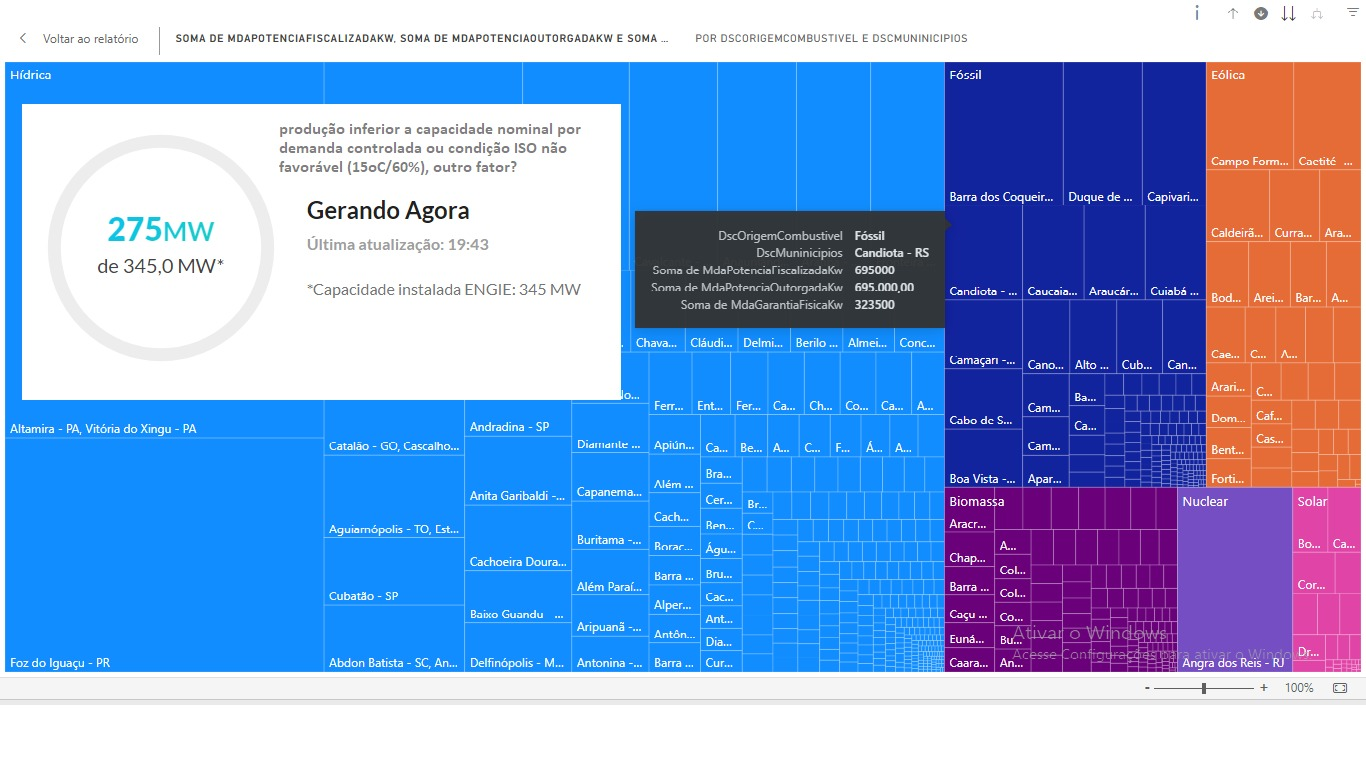 Voltar ao relatório
SOMA DE MDAPOTENCIAFISCALIZADAKW, SOMA DE MDAPOTENCIAOUTORGADAKW E SOMA ...
POR DSCORIGEMCOMBUSTIVEL E DSCMUNINICIPIOS
Hídrica
produção inferior a capacidade nominal por
demanda controlada ou condição ISO não
favorável (15oC/60%), outro fator?
275MW
de 345,0 MW*
Gerando Agora
Última atualização: 19:43
*Capacidade instalada ENGIE: 345 MW
DscOrigemCombustivel Fóssil
DscMuninicipios Candiota - RS
Soma de MdaPotenciaFiscalizadaKw 695000
Soma de MdaPotenciaOutorgadaKw 695.000,00
Soma de MdaGarantiaFisicaKw 323500
Chava...
Cláudi...
Delmi...
Berilo ...
Almei...
Conc...
Altamira - PA, Vitória do Xingu - PA
Foz do Iguaçu - PR
Catalão - GO, Cascalho...
Aguiarnópolis - TO, Est...
Cubatão - SP
Abdon Batista - SC, An...
Andradina - SP
Anita Garibaldi -...
Cachoeira Doura...
Baixo Guandu ...
Delfinópolis - M...
Diamante ...
Capanema...
Buritama -...
Além Paraí...
Aripuanã -...
Antonina -...
Ferr...
Ent...
Fer...
Ca...
Ch...
Co...
Ca...
A...
Apiún...
Além ...
Cach...
Borac...
Barra ...
Alper...
Antôn...
Barra ...
Ca...
Be...
A...
C...
F...
Á...
A...
Bra...
Cer...
Ben...
Águ...
Bru...
Cac...
Ant...
Dia...
Cur...
Br...
C...
Fóssil
Barra dos Coqueir...
Duque de ...
Capivari...
Candiota - ...
Caucaia...
Araucár...
Cuiabá ...
Camaçari -...
Cano...
Alto ...
Cub...
Can...
Cabo de S...
Cam...
Ba...
Cam...
Ca...
Boa Vista -...
Apar...
Eólica
Campo Form...
Caetité ...
Caldeirã...
Curra...
Ara...
Bod...
Arei...
Bar...
A...
Cae...
C...
A...
Arari...
C...
Dom...
Caf...
Bent...
Cas...
Forti...
Biomassa
Aracr...
Chap...
Barra ...
Caçu ...
Euná...
Caara...
A...
Col...
Col...
Co...
Bu...
An...
Nuclear
Angra dos Reis - RJ
Solar
Bo...
Ca...
Cor...
Dr...
Ativar o Windows
Acesse Configurações para ativar o Windows.
- + 100%